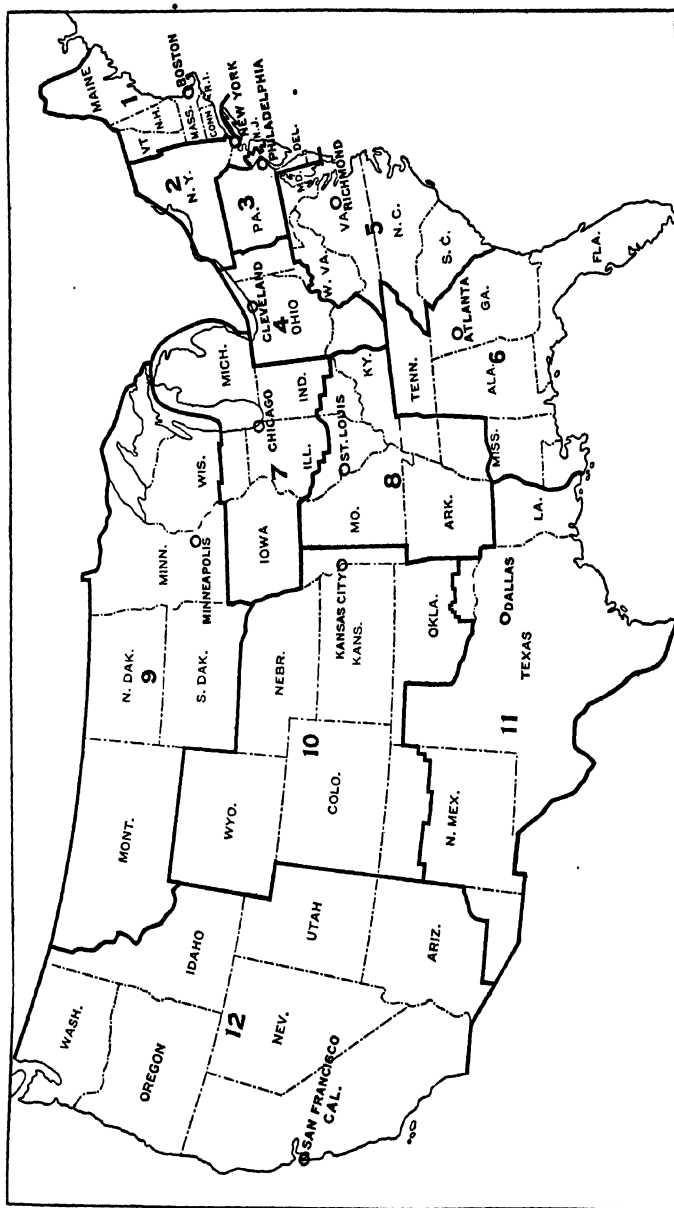 WASH.
OREGON
IDAHO
MONT.
N. DAK.
9
S. DAK.
MINN.
MINNEAPOLIS
WIS.
MICH.
WYO.
NEBR.
IOWA
CHICAGO
7
ILL.
IND.
CLEVELAND
4
OHIO
PA.
3
N. Y.
2
VT
N.H.
MAINE
1
MASS.
BOSTON
CONN.
R.I.
NEW YORK
N.J.
PHILADELPHIA
DEL.
MD.
12
NEV.
UTAH
COLO.
10
KANSAS CITY
KANS.
MO.
ST. LOUIS
8
KY.
W. VA.
VA.
RICHMOND
5
N. C.
S. C.
SAN FRANCISCO
CAL.
ARIZ.
N. MEX.
OKLA.
ARK.
TENN.
ATLANTA
GA.
ALA.
6
MISS.
LA.
DALLAS
TEXAS
11
FLA.